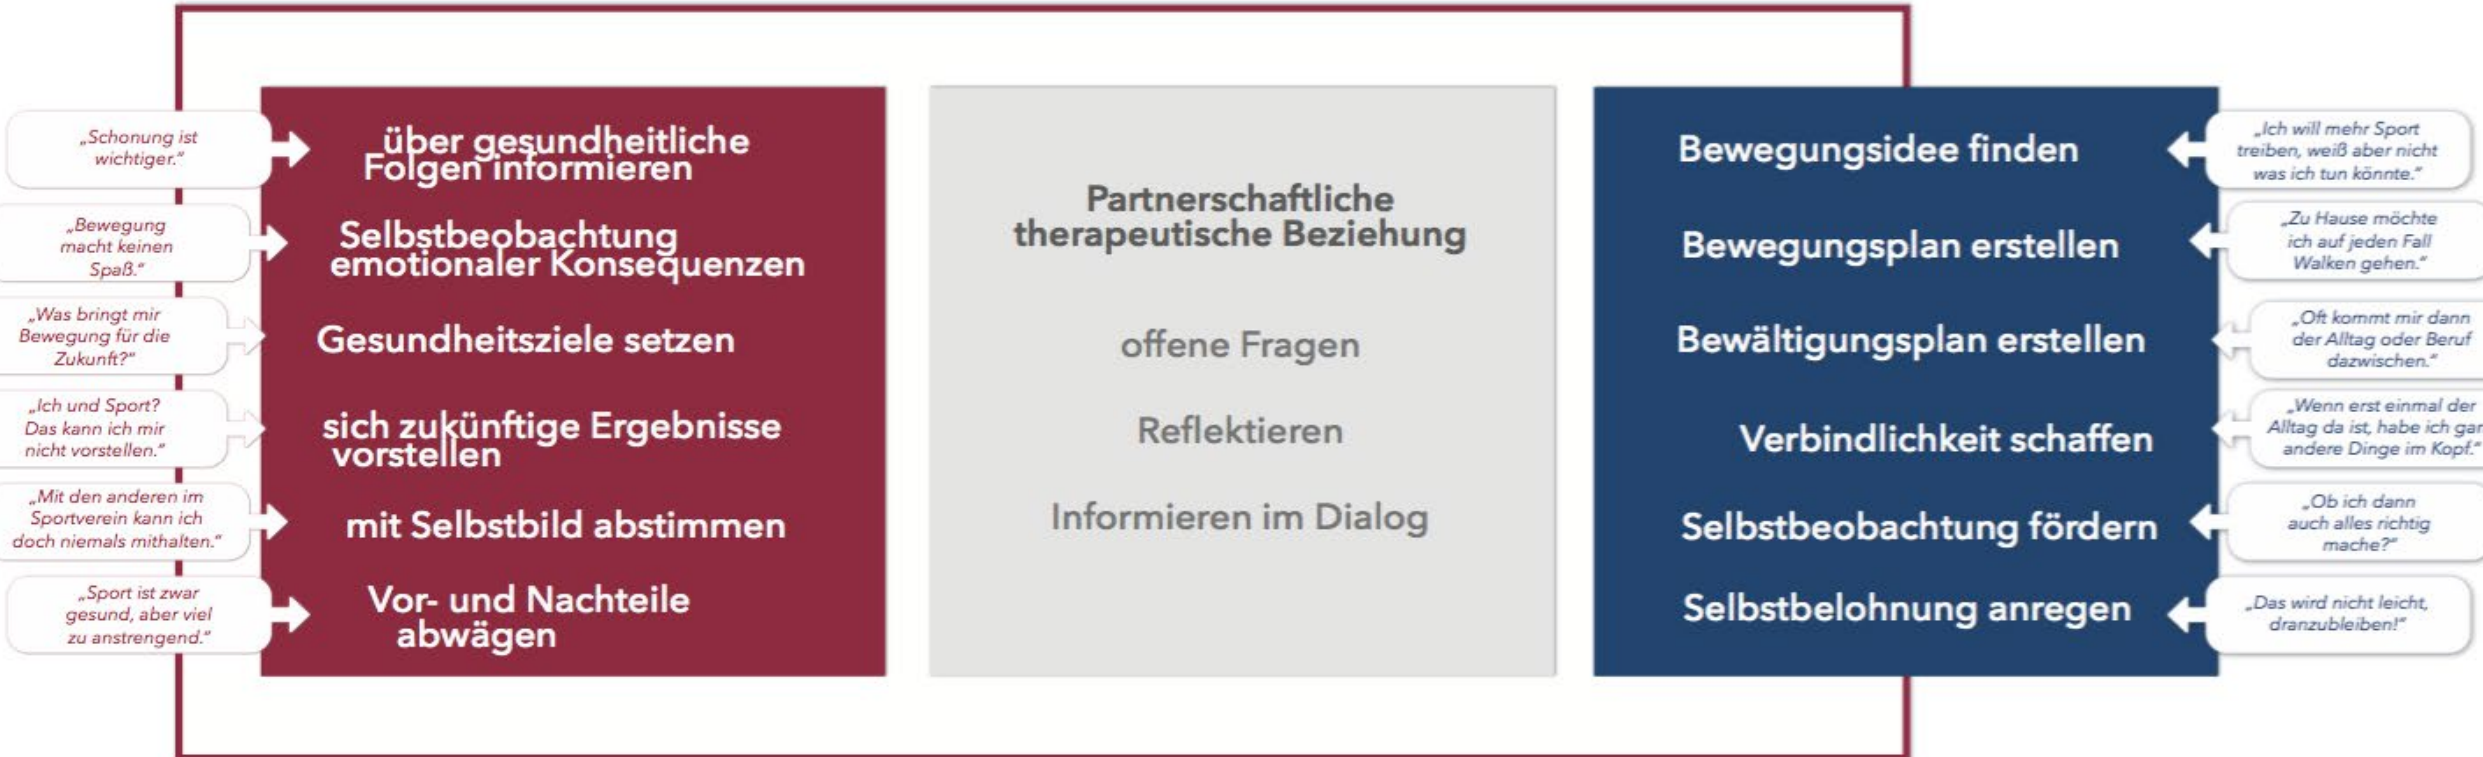 „Schonung ist
wichtiger.“
„Bewegung
macht keinen
Spaß.“
„Was bringt mir
Bewegung für die
Zukunft?“
„Ich und Sport?
Das kann ich mir
nicht vorstellen.“
„Mit den anderen im
Sportverein kann ich
doch niemals mithalten.“
„Sport ist zwar
gesund, aber viel
zu anstrengend.“
über gesundheitliche
Folgen informieren
Selbstbeobachtung
emotionaler Konsequenzen
Gesundheitsziele setzen
sich zukünftige Ergebnisse
vorstellen
mit Selbstbild abstimmen
Vor- und Nachteile
abwägen
Partnerschaftliche
therapeutische Beziehung
offene Fragen
Reflektieren
Informieren im Dialog
Bewegungsidee finden
Bewegungsplan erstellen
Bewältigungsplan erstellen
Verbindlichkeit schaffen
Selbstbeobachtung fördern
Selbstbelohnung anregen
„Ich will mehr Sport
treiben, weiß aber nicht
was ich tun könnte.“
„Zu Hause möchte
ich auf jeden Fall
Walken gehen.“
„Oft kommt mir dann
der Alltag oder Beruf
dazwischen.“
„Wenn erst einmal der
Alltag da ist, habe ich
andere Dinge im Kopf.“
„Ob ich dann
auch alles richtig
mache?“
„Das wird nicht leicht,
dranzubleiben!“